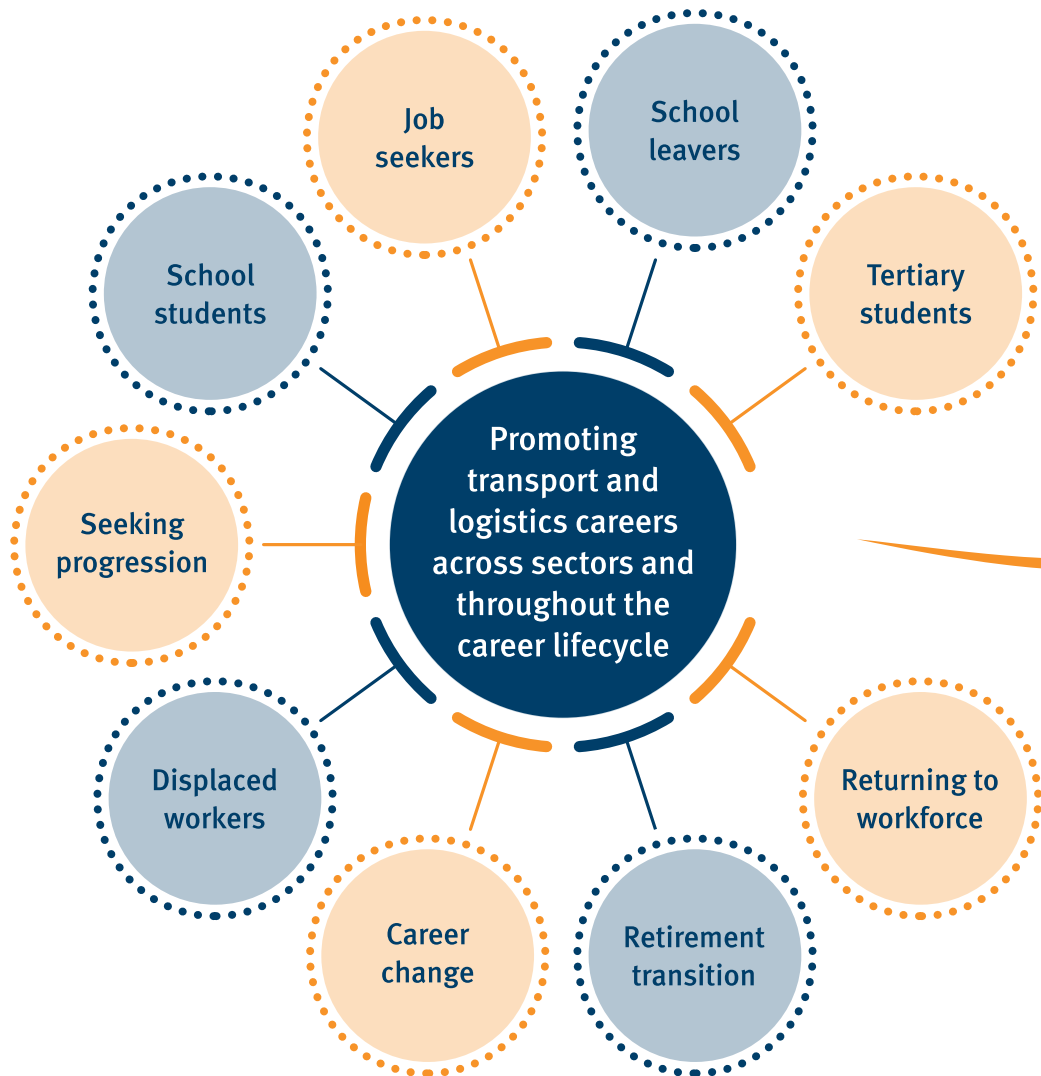 Job
seekers
School
leavers
School
students
Tertiary
students
Seeking
progression
Promoting
transport and
logistics careers
across sectors and
throughout the
career lifecycle
Displaced
workers
Returning to
workforce
Career
change
Retirement
transition